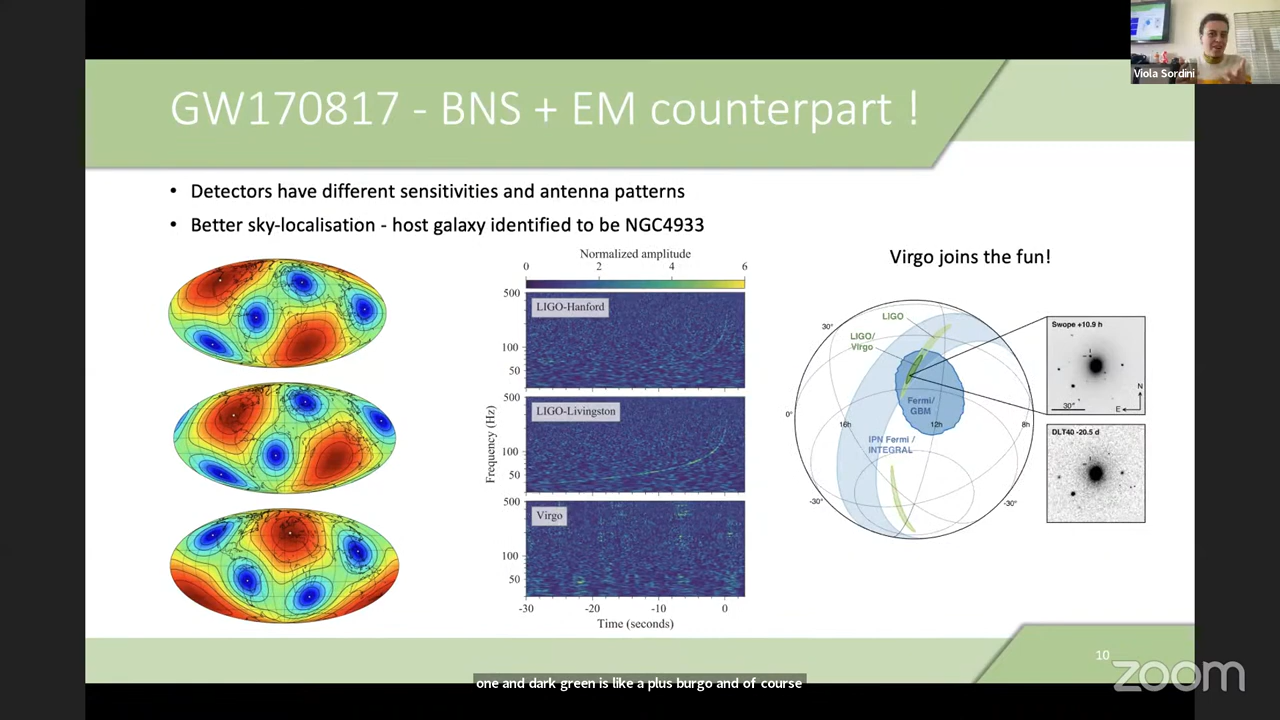 Viola Sordini
GW170817 - BNS + EM counterpart !
• Detectors have different sensitivities and antenna patterns
• Better sky-localisation - host galaxy identified to be NGC4933
Normalized amplitude
0 2 4 6
500
LIGO-Hanford
100
50
500
LIGO-Livingston
100
50
500
Virgo
100
50
Frequency (Hz)
-30 -20 -10 0
Time (seconds)
Virgo joins the fun!
30°
LIGO
LIGO/
Virgo
Fermi/
GBM
0°
16h 12h 8h
IPN Fermi /
INTEGRAL
-30° -30°
Swope +10.9 h
N
30"
E
DLT40 -20.5 d
10
zoom
one and dark green is like a plus burgo and of course